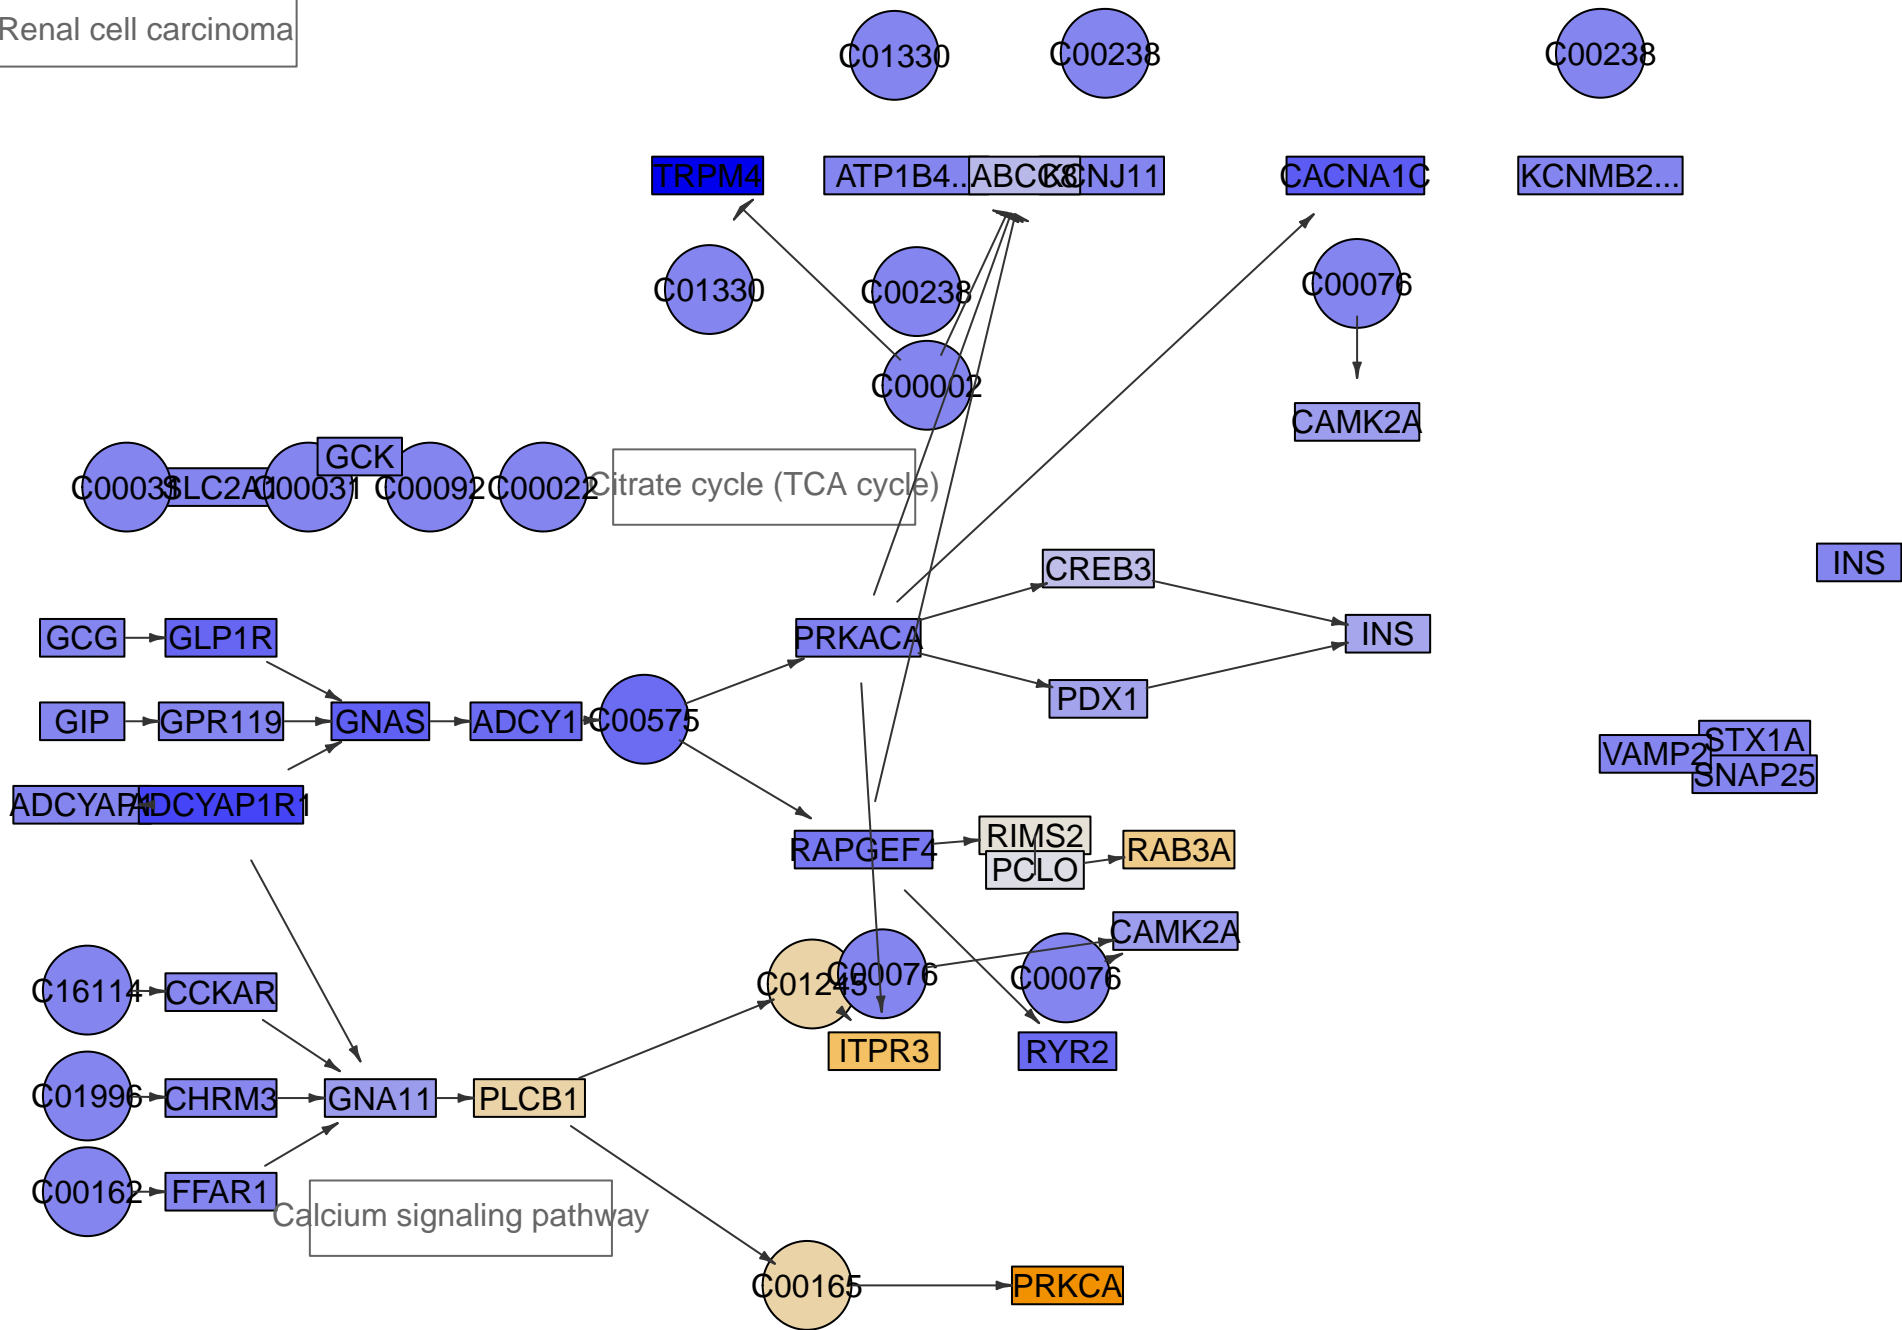 Renal cell carcinoma
C01330
C00238
C00238
TRPM4
ATP1B4...
ABCC8
KCNJ11
CACNA1C
KCNMB2...
C01330
C00238
C00076
C00002
CAMK2A
C00031
SLC2A1
C00031
GCK
C00092
C00022
Citrate cycle (TCA cycle)
CREB3
INS
GCG
GLP1R
PRKACA
INS
PDX1
GIP
GPR119
GNAS
ADCY1
C00575
VAMP2
STX1A
SNAP25
ADCYAP1
ADCYAP1R1
RAPGEF4
RIMS2
PCLO
RAB3A
CAMK2A
C16114
CCKAR
C01245
C00076
C00076
ITPR3
RYR2
C01996
CHRM3
GNA11
PLCB1
C00162
FFAR1
Calcium signaling pathway
C00165
PRKCA